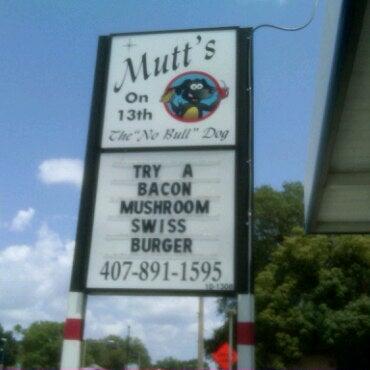 Mutt's
On
13th
The "No Bull" Dog
TRY A
BACON
MUSHROOM
SWISS
BURGER
407-891-1595